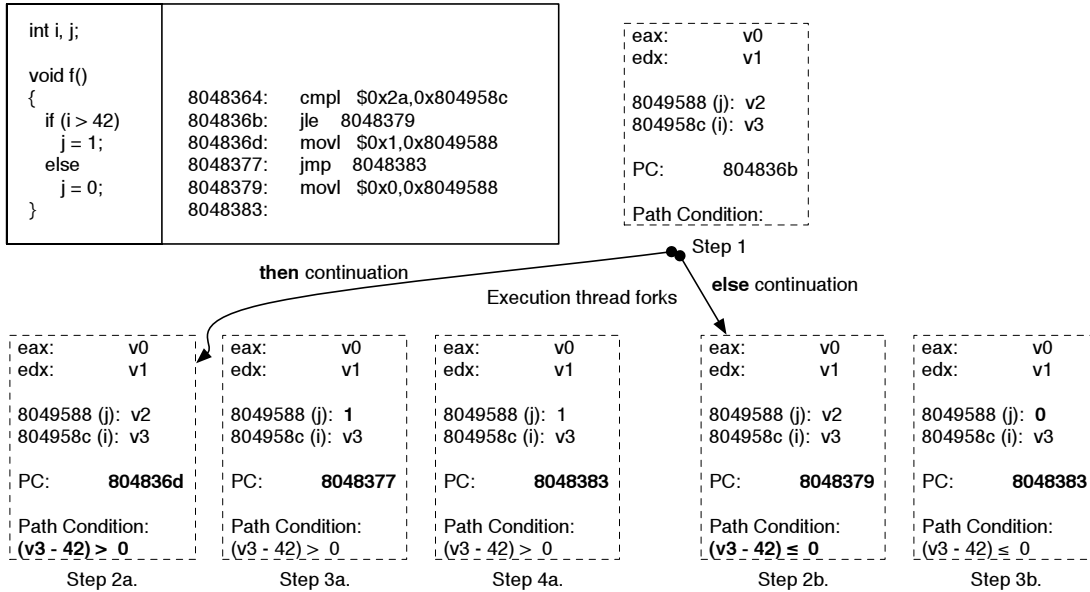 int i, j;
void f()
{
if (i > 42)
j = 1;
else
j = 0;
}
8048364: cmpl $0x2a,0x804958c
804836b: jle 8048379
804836d: movl $0x1,0x8049588
8048377: jmp 8048383
8048379: movl $0x0,0x8049588
8048383:
eax: v0
edx: v1
8049588 (j): v2
804958c (i): v3
PC: 804836b
Path Condition:
Step 1
then continuation
Execution thread forks
else continuation
eax: v0
edx: v1
8049588 (j): v2
804958c (i): v3
PC: 804836d
Path Condition:
(v3 - 42) > 0
Step 2a.
eax: v0
edx: v1
8049588 (j): 1
804958c (i): v3
PC: 8048377
Path Condition:
(v3 - 42) > 0
Step 3a.
eax: v0
edx: v1
8049588 (j): 1
804958c (i): v3
PC: 8048383
Path Condition:
(v3 - 42) > 0
Step 4a.
eax: v0
edx: v1
8049588 (j): v2
804958c (i): v3
PC: 8048379
Path Condition:
(v3 - 42) ≤ 0
Step 2b.
eax: v0
edx: v1
8049588 (j): 0
804958c (i): v3
PC: 8048383
Path Condition:
(v3 - 42) ≤ 0
Step 3b.